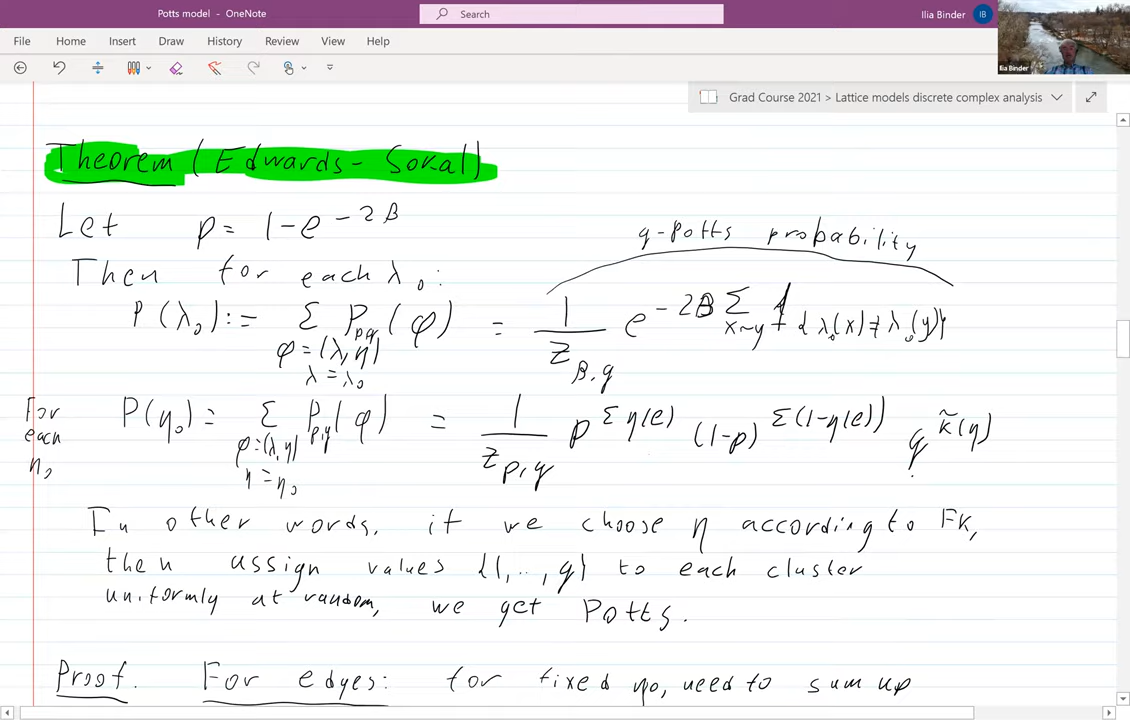 Potts model - OneNote
Search
Ilia Binder
IB
File Home Insert Draw History Review View Help
Ilia Binder
Grad Course 2021 > Lattice models discrete complex analysis
Theorem (Edwards - Sokal)
Let p = 1 - e^{-2β}
q-potts probability
Then for each λ₀:
P(λ₀) := Σ_{φ=(λ,η) λ=λ₀} P_{p,q}(φ) = 1/Z_{β,q} e^{-2β Σ_{x~y} 1{λ₀(x)≠λ₀(y)}}
For each η₀ P(η₀) = Σ_{φ=(λ,η) η=η₀} P_{p,q}(φ) = 1/Z_{p,q} p^{Ση(e)} (1-p)^{Σ(1-η(e))} q^{k̃(η)}
In other words, if we choose η according to FK,
then assign values {1,..,q} to each cluster
uniformly at random, we get Potts.
Proof. For edges: for fixed η₀, need to sum up